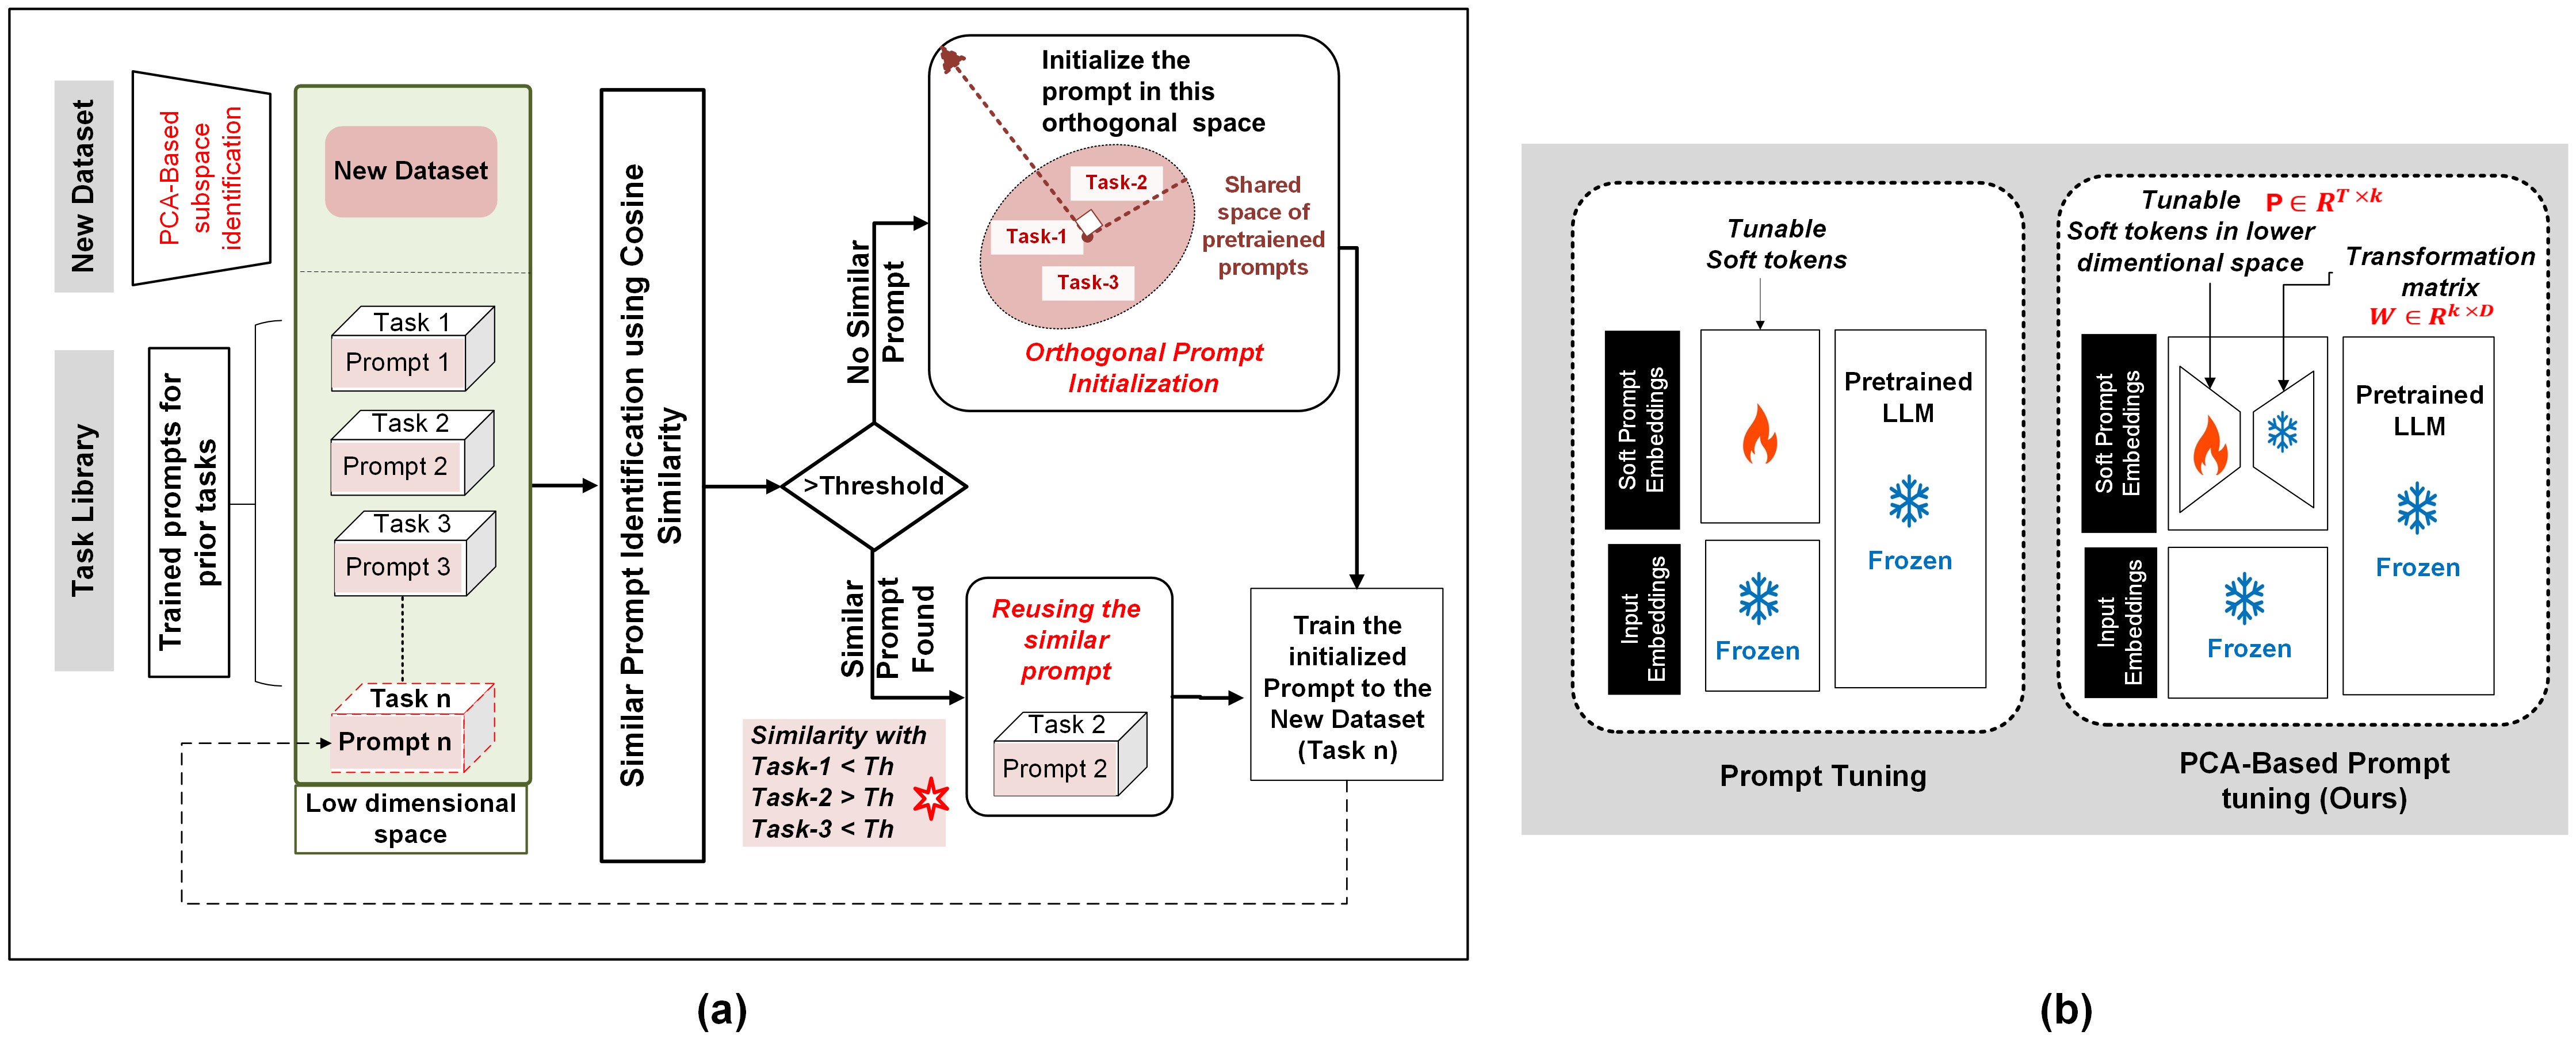 New Dataset
PCA-Based
subspace
identification
New Dataset
Task Library
Trained prompts for
prior tasks
Task 1
Prompt 1
Task 2
Prompt 2
Task 3
Prompt 3
Task n
Prompt n
Low dimensional
space
Similar Prompt Identification using Cosine
Similarity
>Threshold
No Similar
Prompt
Similar
Prompt
Found
Initialize the
prompt in this
orthogonal space
Task-2
Task-1
Task-3
Shared
space of
pretraiened
prompts
Orthogonal Prompt
Initialization
Reusing the
similar
prompt
Task 2
Prompt 2
Similarity with
Task-1 < Th
Task-2 > Th
Task-3 < Th
Train the
initialized
Prompt to the
New Dataset
(Task n)
(a)
Tunable
Soft tokens
Soft Prompt
Embeddings
Input
Embeddings
Frozen
Pretrained
LLM
Frozen
Prompt Tuning
Tunable P ∈ R^{T×k}
Soft tokens in lower
dimentional space
Transformation
matrix
W ∈ R^{k×D}
Soft Prompt
Embeddings
Input
Embeddings
Frozen
Pretrained
LLM
Frozen
PCA-Based Prompt
tuning (Ours)
(b)